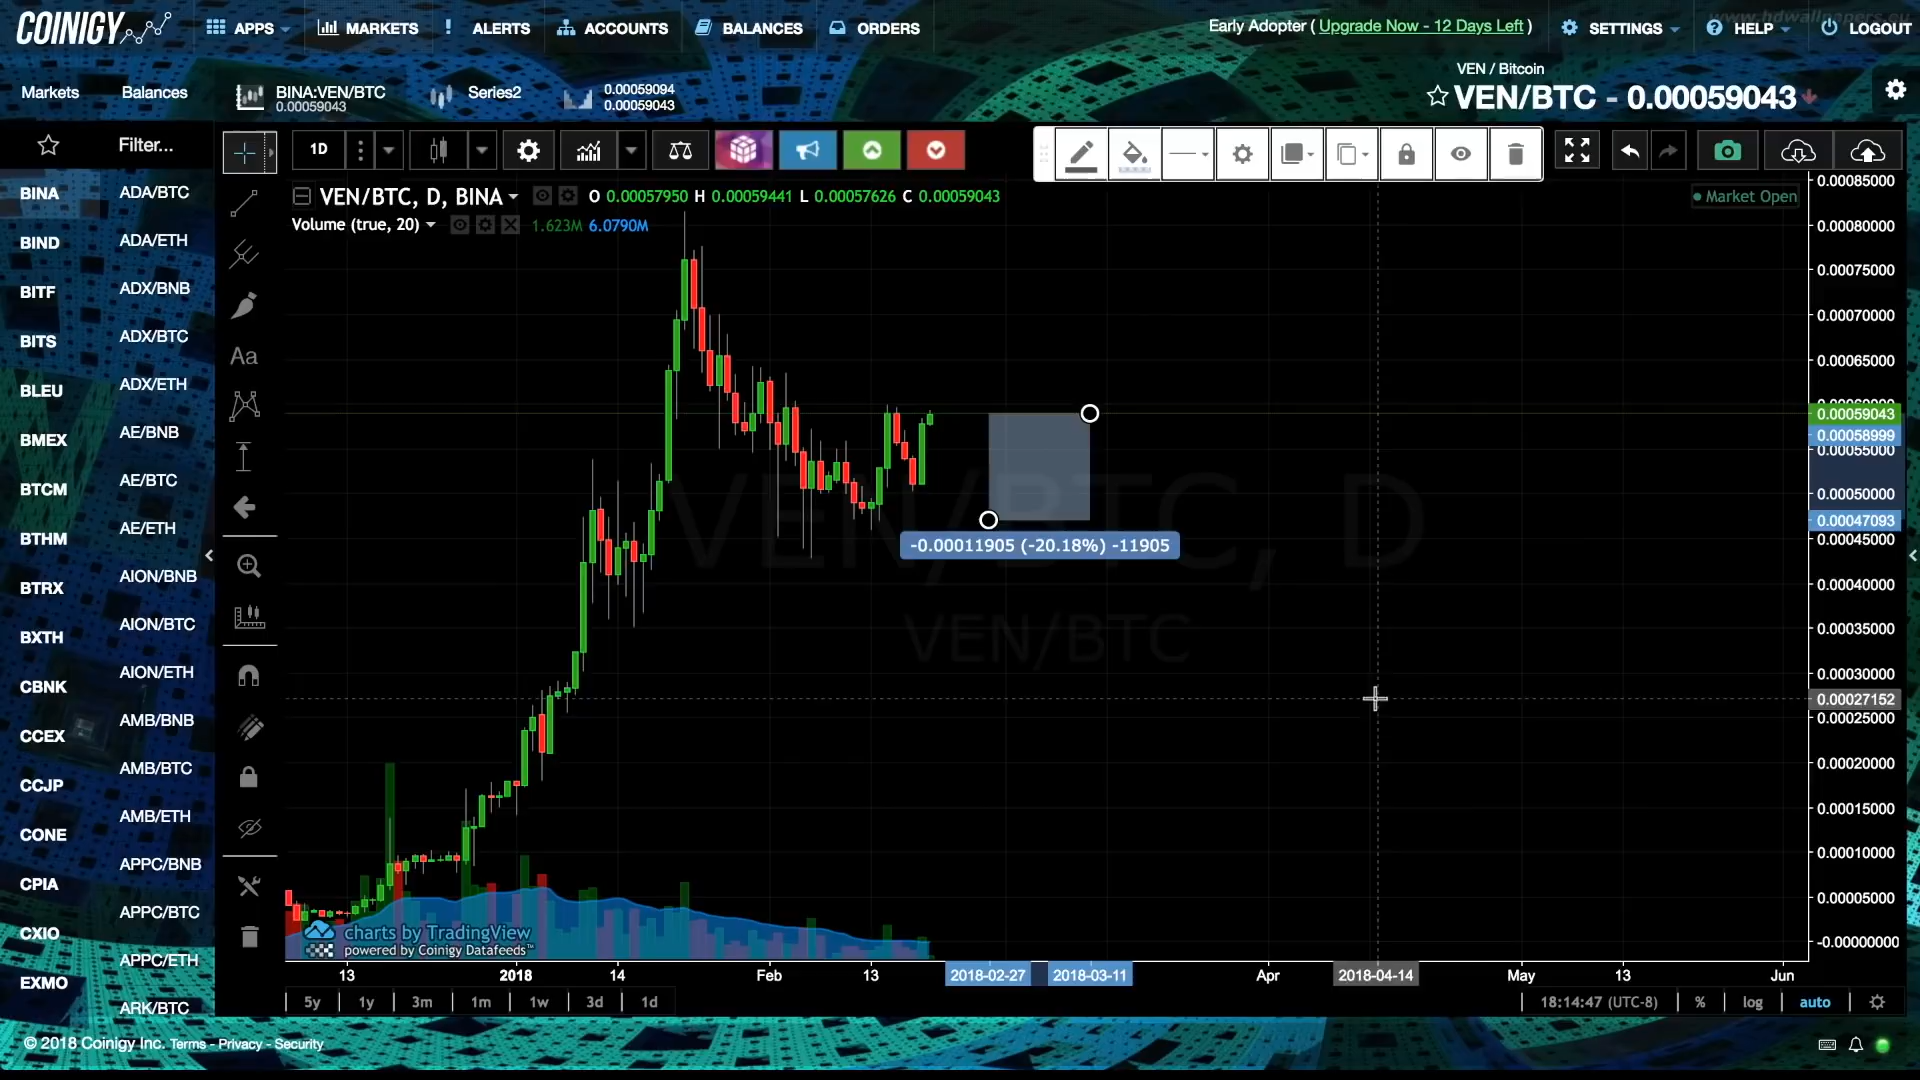 COINIGY
APPS
MARKETS
ALERTS
ACCOUNTS
BALANCES
ORDERS
Early Adopter ( Upgrade Now - 12 Days Left )
SETTINGS
HELP
LOGOUT
Markets
Balances
BINA:VEN/BTC
0.00059043
Series2
0.00059094
0.00059043
VEN / Bitcoin
VEN/BTC - 0.00059043
Filter...
1D
VEN/BTC, D, BINA
O 0.00057950 H 0.00059441 L 0.00057626 C 0.00059043
Market Open
Volume (true, 20)
1.623M 6.0790M
BINA
BIND
BITF
BITS
BLEU
BMEX
BTCM
BTHM
BTRX
BXTH
CBNK
CCEX
CCJP
CONE
CPIA
CXIO
EXMO
ADA/BTC
ADA/ETH
ADX/BNB
ADX/BTC
ADX/ETH
AE/BNB
AE/BTC
AE/ETH
AION/BNB
AION/BTC
AION/ETH
AMB/BNB
AMB/BTC
AMB/ETH
APPC/BNB
APPC/BTC
APPC/ETH
ARK/BTC
Aa
VEN/BTC, D
VEN/BTC
-0.00011905 (-20.18%) -11905
0.00085000
0.00080000
0.00075000
0.00070000
0.00065000
0.00059043
0.00058999
0.00055000
0.00050000
0.00047093
0.00045000
0.00040000
0.00035000
0.00030000
0.00027152
0.00025000
0.00020000
0.00015000
0.00010000
0.00005000
-0.00000000
charts by TradingView
powered by Coinigy Datafeeds™
13
2018
14
Feb
13
2018-02-27
2018-03-11
Apr
2018-04-14
May
13
Jun
5y
1y
3m
1m
1w
3d
1d
18:14:47 (UTC-8)
%
log
auto
© 2018 Coinigy Inc. Terms - Privacy - Security